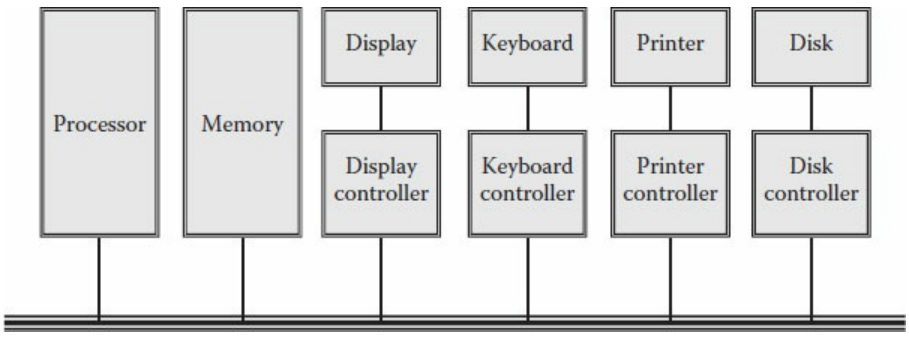 Display
Keyboard
Printer
Disk
Processor
Memory
Display
controller
Keyboard
controller
Printer
controller
Disk
controller